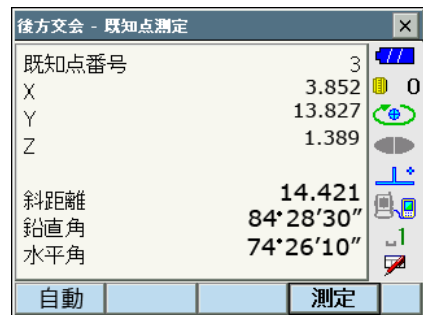 後方交会 - 既知点測定
既知点番号 3
X 3.852
Y 13.827
Z 1.389
斜距離 14.421
鉛直角 84°28′30″
水平角 74°26′10″
0
1
自動 測定